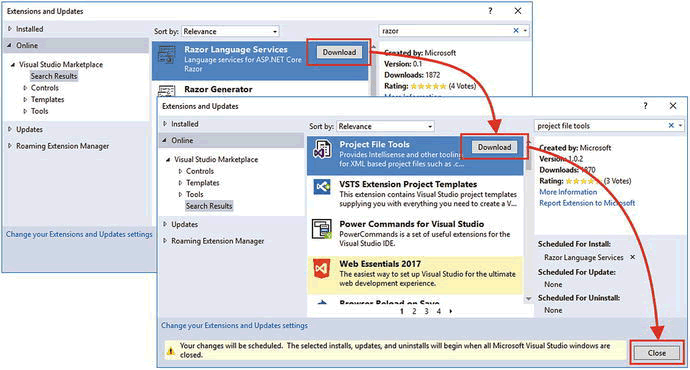 Extensions and Updates
Installed
Online
Visual Studio Marketplace
Search Results
Controls
Templates
Tools
Updates
Roaming Extension Manager
Change your Extensions and Updates settings
Sort by: Relevance
Razor Language Services
Download
Language services for ASP.NET Core
Razor
Razor Generator
razor
Created by: Microsoft
Version: 0.1
Downloads: 1872
Rating: (4 Votes)
Extensions and Updates
Installed
Online
Visual Studio Marketplace
Controls
Templates
Tools
Search Results
Updates
Roaming Extension Manager
Sort by: Relevance
Project File Tools
Download
Provides Intellisense and other tooling
for XML based project files such as .c...
VSTS Extension Project Templates
This extension contains Visual Studio project templates
supplying you with everything you need to create a V...
Power Commands for Visual Studio
PowerCommands is a set of useful extensions for the
Visual Studio IDE.
Web Essentials 2017
The easiest way to set up Visual Studio for the ultimate
web development experience.
Browser Reload on Save
1 2 3 4
project file tools
Created by: Microsoft
Version: 1.0.2
Downloads: 1870
Rating: (3 Votes)
More Information
Report Extension to Microsoft
Scheduled For Install:
Razor Language Services
Scheduled For Update:
None
Scheduled For Uninstall:
None
Change your Extensions and Updates settings
Your changes will be scheduled. The selected installs, updates, and uninstalls will begin when all Microsoft Visual Studio windows are
closed.
Close